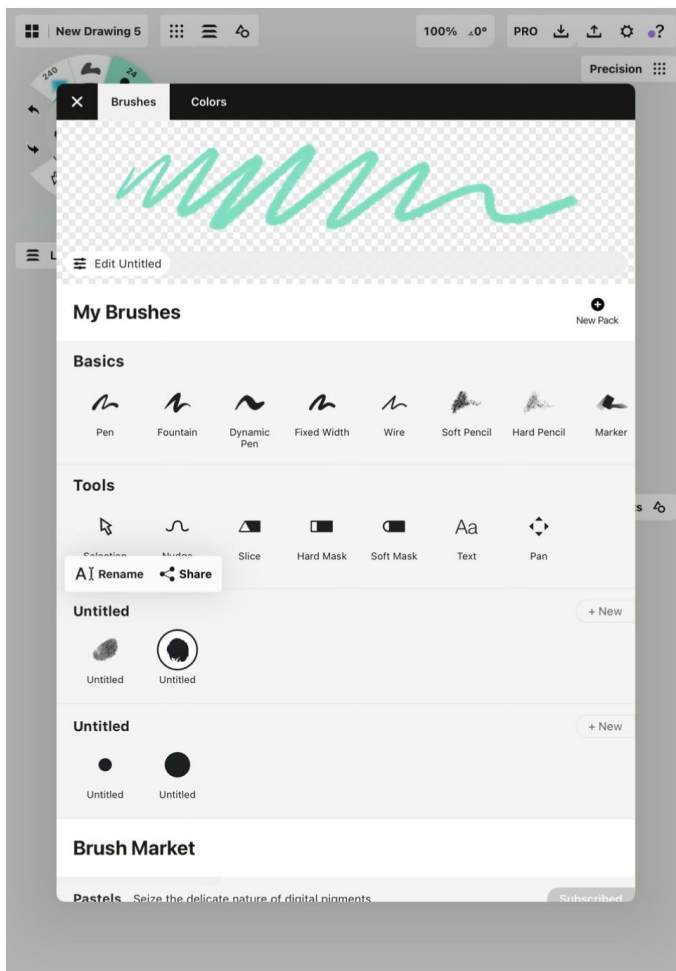 New Drawing 5
100% ⊿0° PRO ?
Precision
240 24
Brushes Colors
Edit Untitled
My Brushes
New Pack
Basics
Pen Fountain Dynamic Pen Fixed Width Wire Soft Pencil Hard Pencil Marker
Tools
Aa
Selection Nudge Slice Hard Mask Soft Mask Text Pan
Rename Share
Untitled + New
Untitled Untitled
Untitled + New
Untitled Untitled
Brush Market
Pastels Seize the delicate nature of digital pigments Subscribed